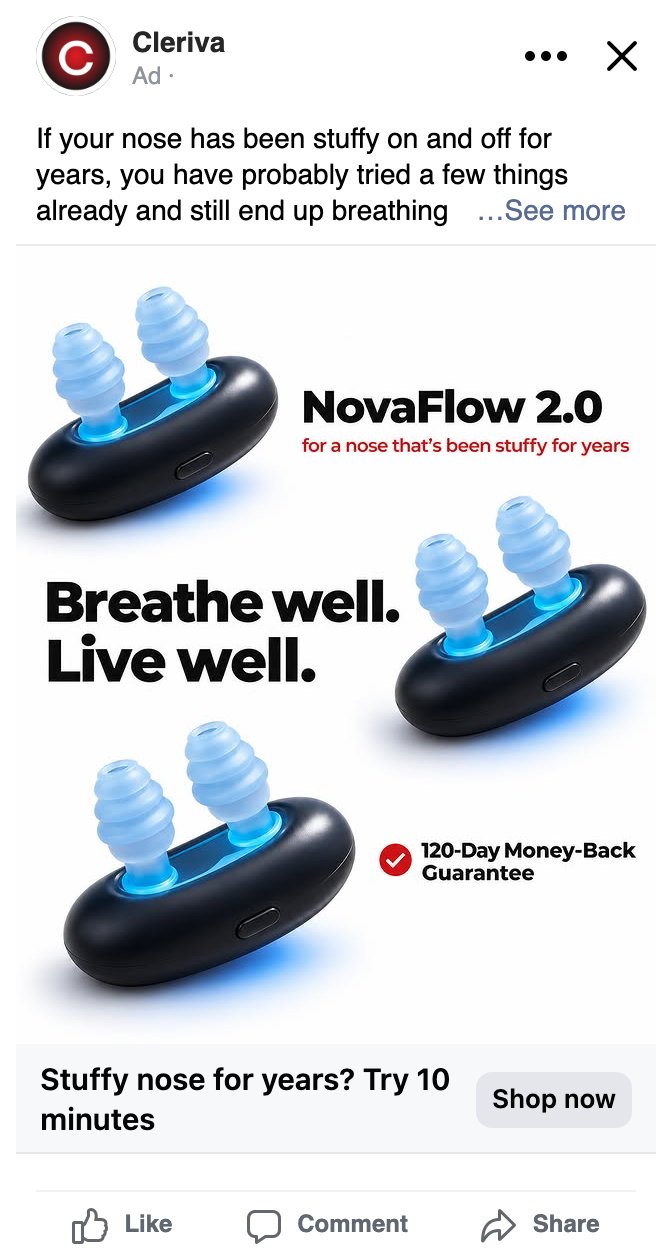 C
Cleriva
Ad ·
If your nose has been stuffy on and off for
years, you have probably tried a few things
already and still end up breathing ...See more
NovaFlow 2.0
for a nose that's been stuffy for years
Breathe well.
Live well.
120-Day Money-Back
Guarantee
Stuffy nose for years? Try 10
minutes
Shop now
Like
Comment
Share